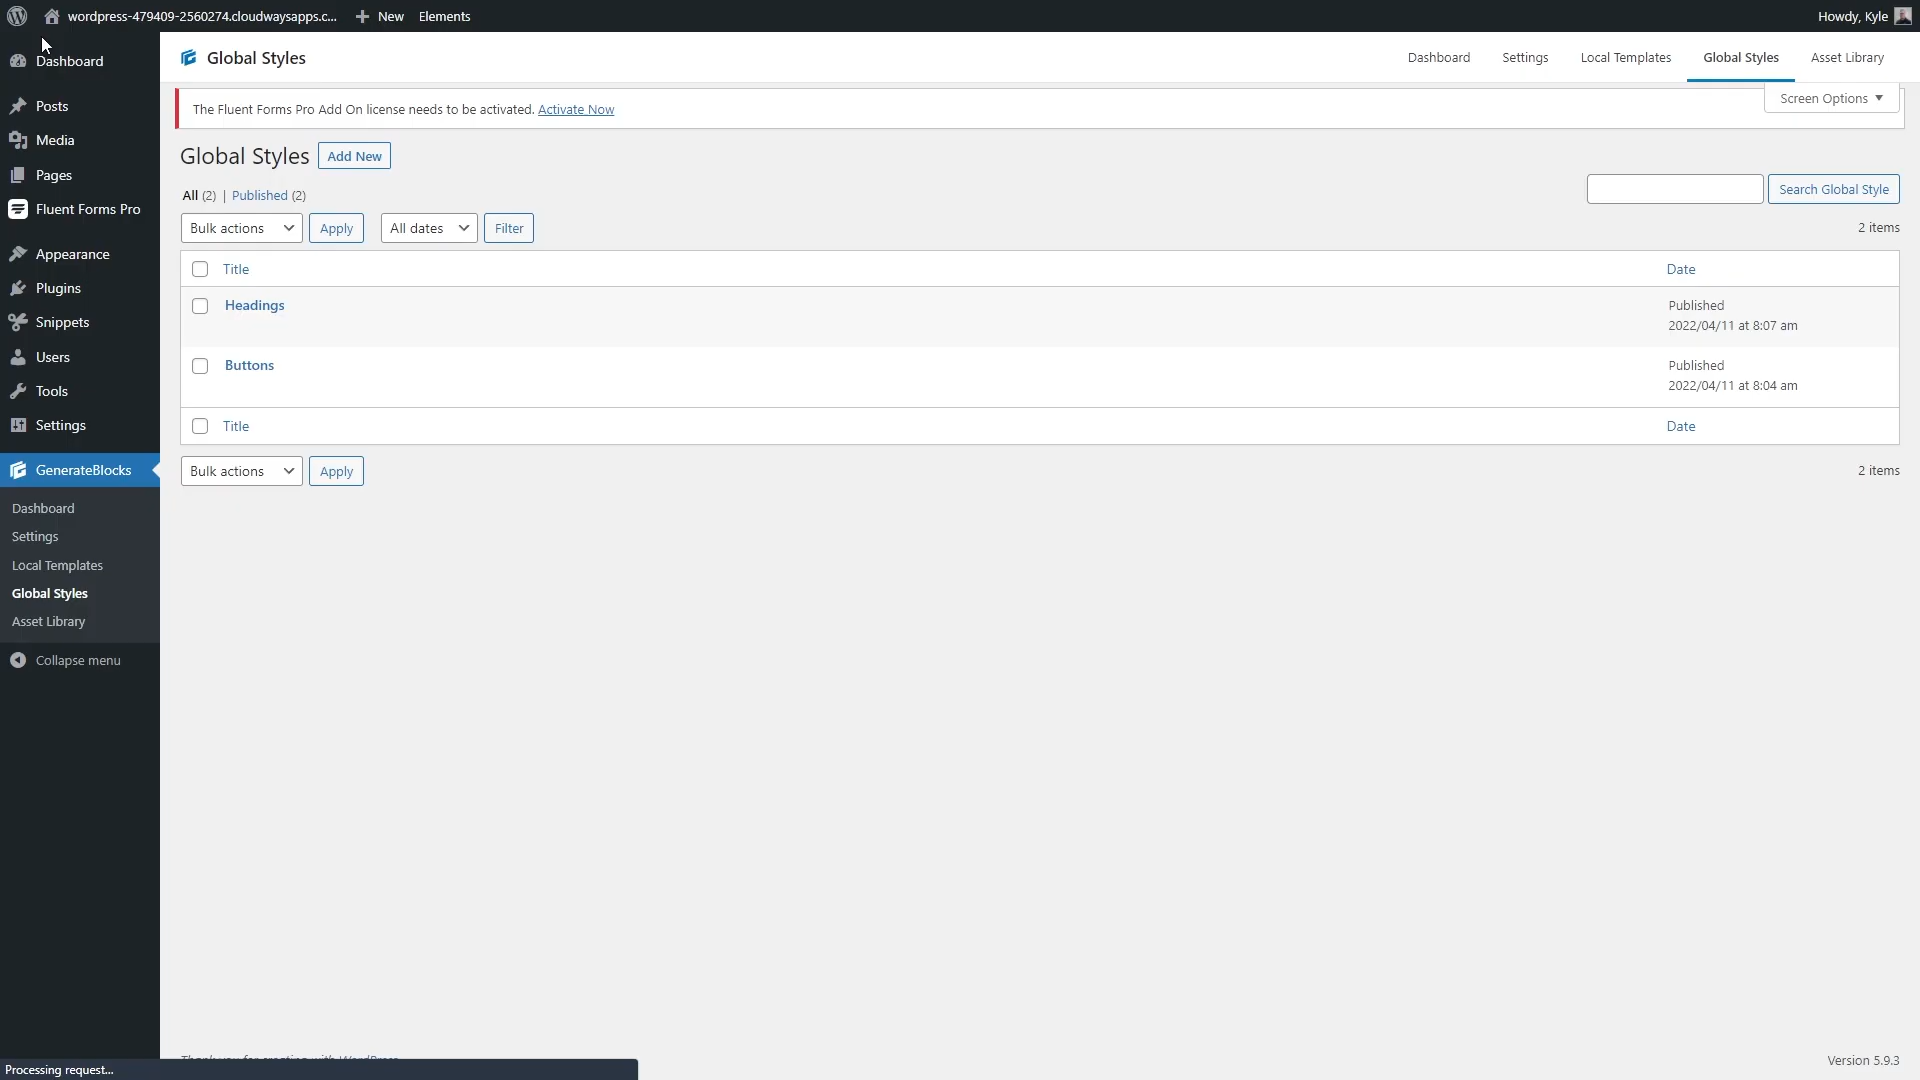 wordpress-479409-2560274.cloudwaysapps.c... New Elements Howdy, Kyle
Dashboard
Posts
Media
Pages
Fluent Forms Pro
Appearance
Plugins
Snippets
Users
Tools
Settings
GenerateBlocks
Dashboard
Settings
Local Templates
Global Styles
Asset Library
Collapse menu
Global Styles Dashboard Settings Local Templates Global Styles Asset Library
The Fluent Forms Pro Add On license needs to be activated. Activate Now
Screen Options
Global Styles Add New
All (2) | Published (2)
Search Global Style
Bulk actions Apply All dates Filter 2 items
Title Date
Headings Published
2022/04/11 at 8:07 am
Buttons Published
2022/04/11 at 8:04 am
Title Date
Bulk actions Apply 2 items
Thank you for creating with WordPress.
Version 5.9.3
Processing request...